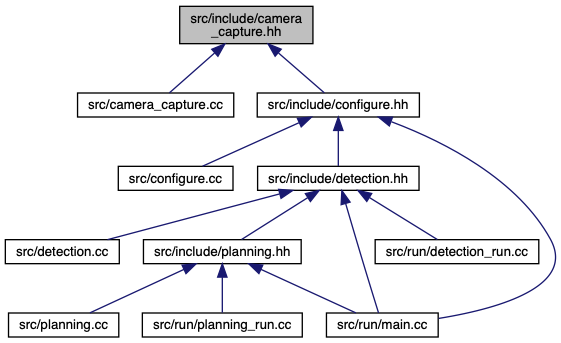 src/include/camera
_capture.hh
src/camera_capture.cc
src/include/configure.hh
src/configure.cc
src/include/detection.hh
src/detection.cc
src/include/planning.hh
src/run/detection_run.cc
src/planning.cc
src/run/planning_run.cc
src/run/main.cc